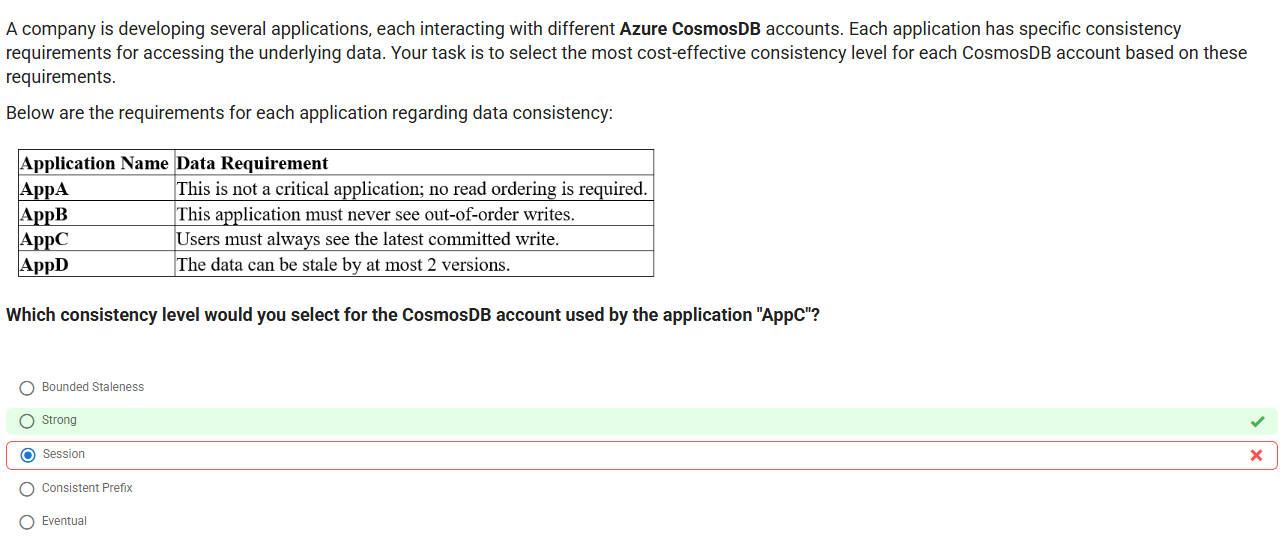 A company is developing several applications, each interacting with different Azure CosmosDB accounts. Each application has specific consistency
requirements for accessing the underlying data. Your task is to select the most cost-effective consistency level for each CosmosDB account based on these
requirements.
Below are the requirements for each application regarding data consistency:
Application Name Data Requirement
AppA This is not a critical application; no read ordering is required.
AppB This application must never see out-of-order writes.
AppC Users must always see the latest committed write.
AppD The data can be stale by at most 2 versions.
Which consistency level would you select for the CosmosDB account used by the application "AppC"?
Bounded Staleness
Strong
Session
Consistent Prefix
Eventual